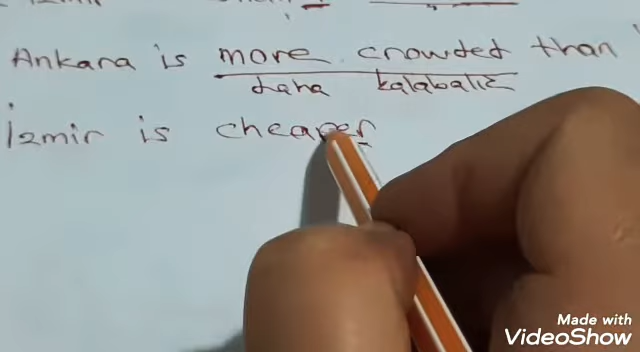 Ankara is more crowded than
daha kalabalık
İzmir is cheaper
Made with
VideoShow